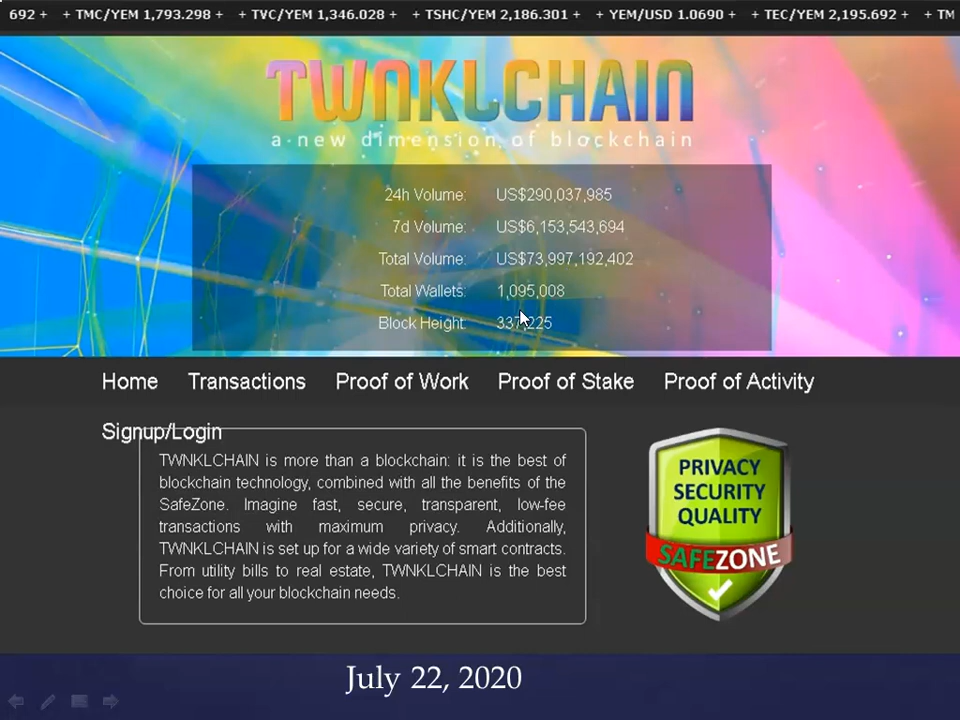 692 + + TMC/YEM 1,793.298 + + TVC/YEM 1,346.028 + + TSHC/YEM 2,186.301 + + YEM/USD 1.0690 + + TEC/YEM 2,195.692 + + TM
TWNKLCHAIN
a new dimension of blockchain
24h Volume: US$290,037,985
7d Volume: US$6,153,543,694
Total Volume: US$73,997,192,402
Total Wallets: 1,095,008
Block Height: 337,225
Home Transactions Proof of Work Proof of Stake Proof of Activity
Signup/Login
TWNKLCHAIN is more than a blockchain: it is the best of
blockchain technology, combined with all the benefits of the
SafeZone. Imagine fast, secure, transparent, low-fee
transactions with maximum privacy. Additionally,
TWNKLCHAIN is set up for a wide variety of smart contracts.
From utility bills to real estate, TWNKLCHAIN is the best
choice for all your blockchain needs.
PRIVACY
SECURITY
QUALITY
SAFEZONE
July 22, 2020